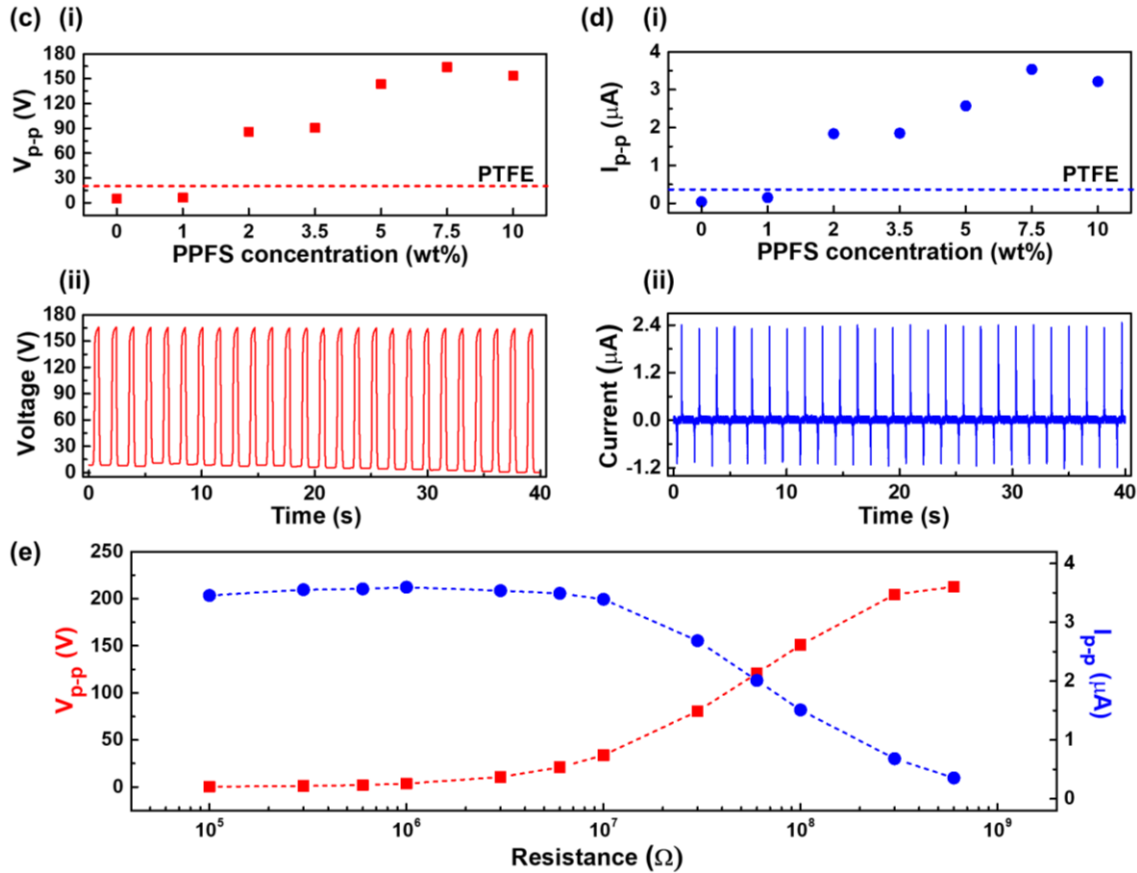 (c) (i)
180
150
120
90
60
30
0
V_{p-p} (V)
PTFE
0 1 2 3.5 5 7.5 10
PPFS concentration (wt%)
(d) (i)
4
3
2
1
0
I_{p-p} (μA)
PTFE
0 1 2 3.5 5 7.5 10
PPFS concentration (wt%)
(ii)
180
150
120
90
60
30
0
Voltage (V)
0 10 20 30 40
Time (s)
(ii)
2.4
1.2
0.0
-1.2
Current (μA)
0 10 20 30 40
Time (s)
(e)
250
200
150
100
50
0
V_{p-p} (V)
4
3
2
1
0
I_{p-p} (μA)
10^5 10^6 10^7 10^8 10^9
Resistance (Ω)